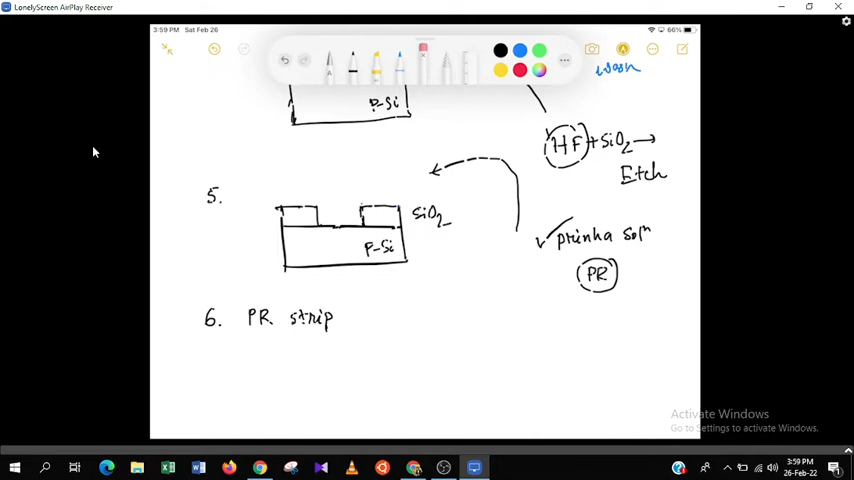 LonelyScreen AirPlay Receiver
3:59 PM Sat Feb 26
66%
Wash
P-Si
HF + SiO2 →
Etch
5.
SiO2
P-Si
prinha soln
PR
6. PR strip
Activate Windows
Go to Settings to activate Windows.
3:59 PM
26-Feb-22